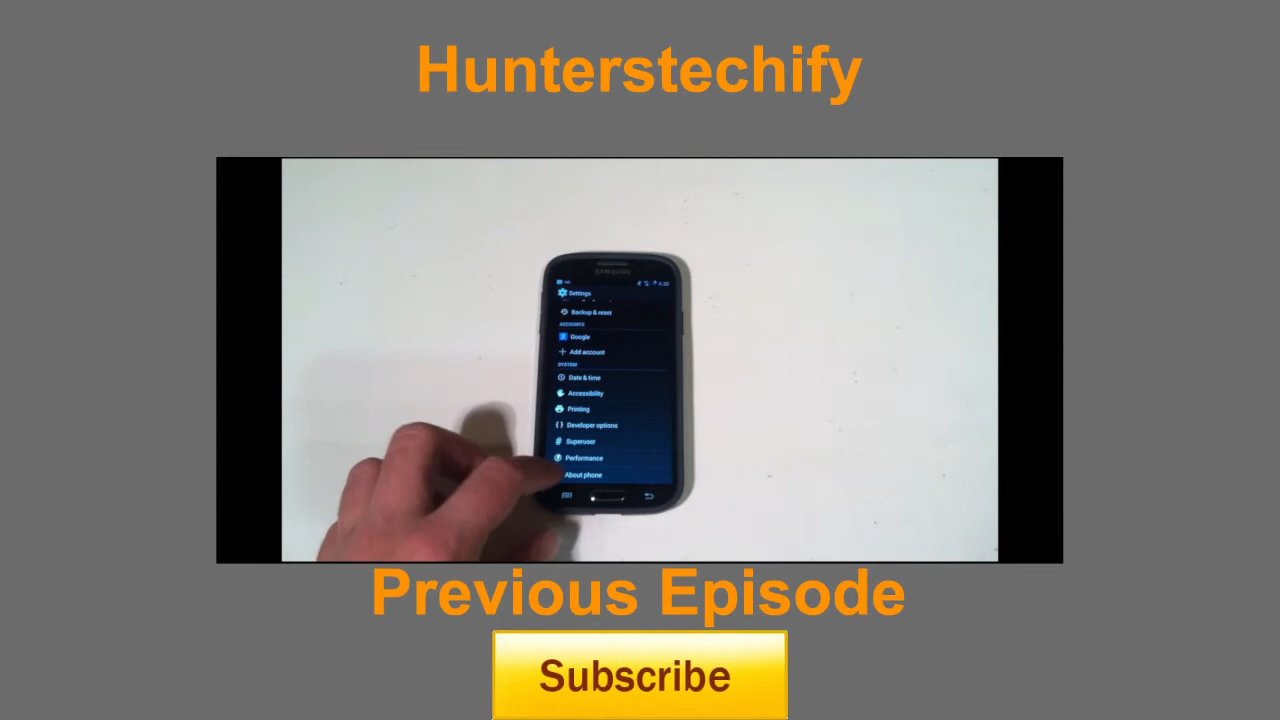 Hunterstechify
SAMSUNG
Settings
Backup & reset
ACCOUNTS
Google
Add account
SYSTEM
Date & time
Accessibility
Printing
Developer options
Superuser
Performance
About phone
Previous Episode
Subscribe